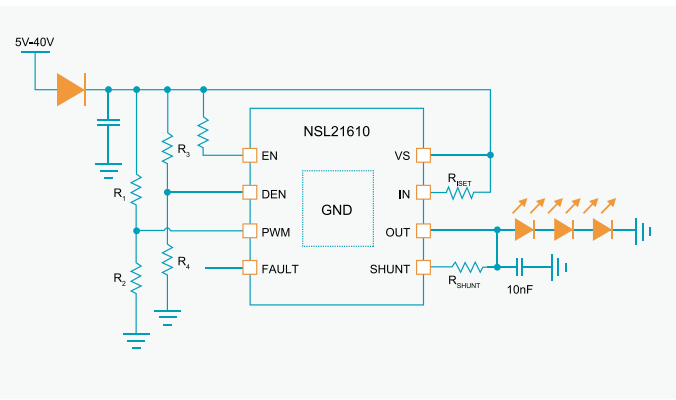 5V-40V
NSL21610
R3
EN
VS
RISET
R1
DEN
IN
GND
PWM
OUT
R2
R4
FAULT
SHUNT
RSHUNT
10nF